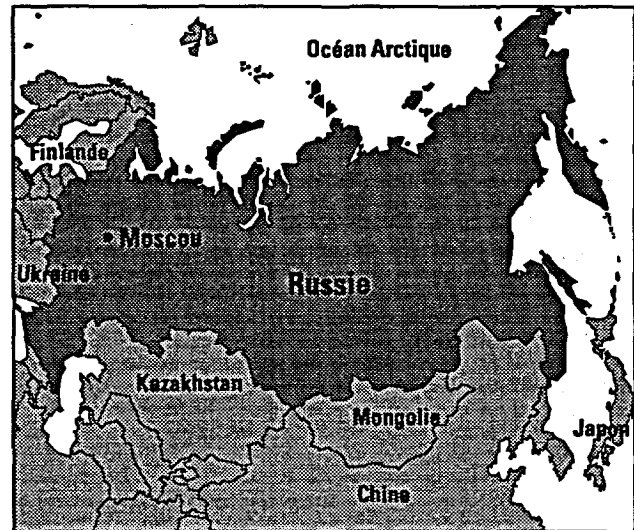 Océan Arctique
Finlande
Moscou
Ukraine
Russie
Kazakhstan
Mongolie
Japon
Chine